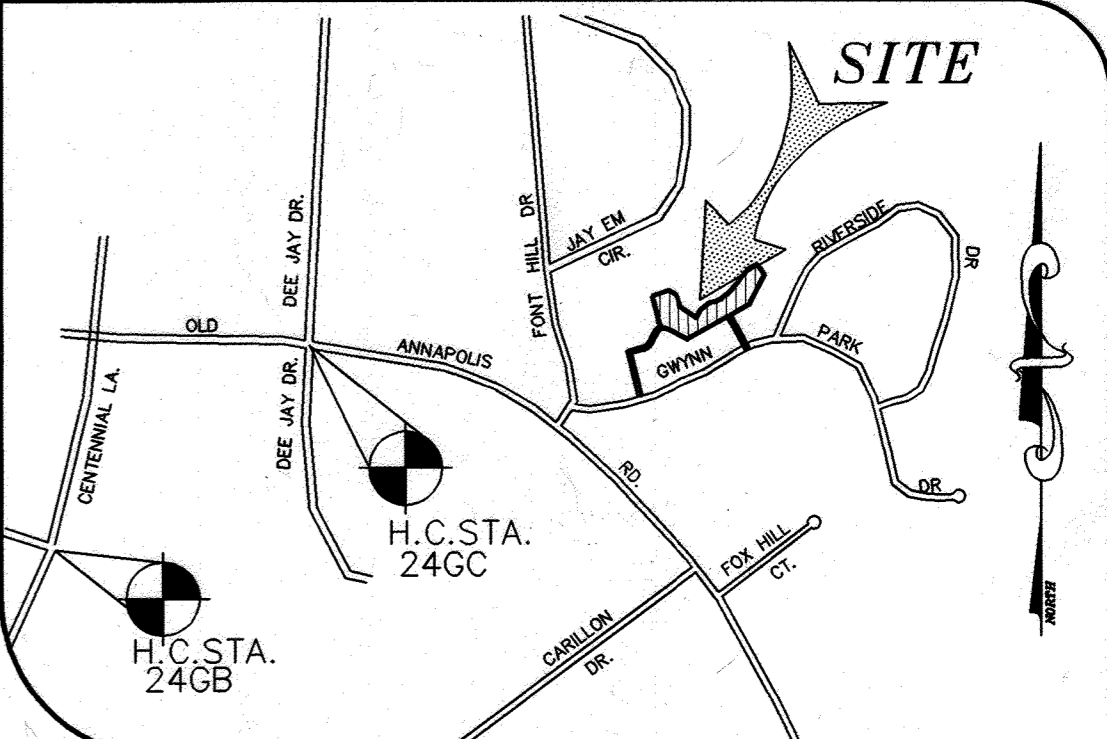 SITE
DEE JAY DR.
FONT HILL DR
JAY EM
CIR.
RIVERSIDE
DR
OLD
ANNAPOLIS
RD.
GWYNN
PARK
DR
CENTENNIAL LA.
DEE JAY DR.
H.C.STA.
24GC
FOX HILL
CT.
CARILLON
DR.
H.C.STA.
24GB
NORTH